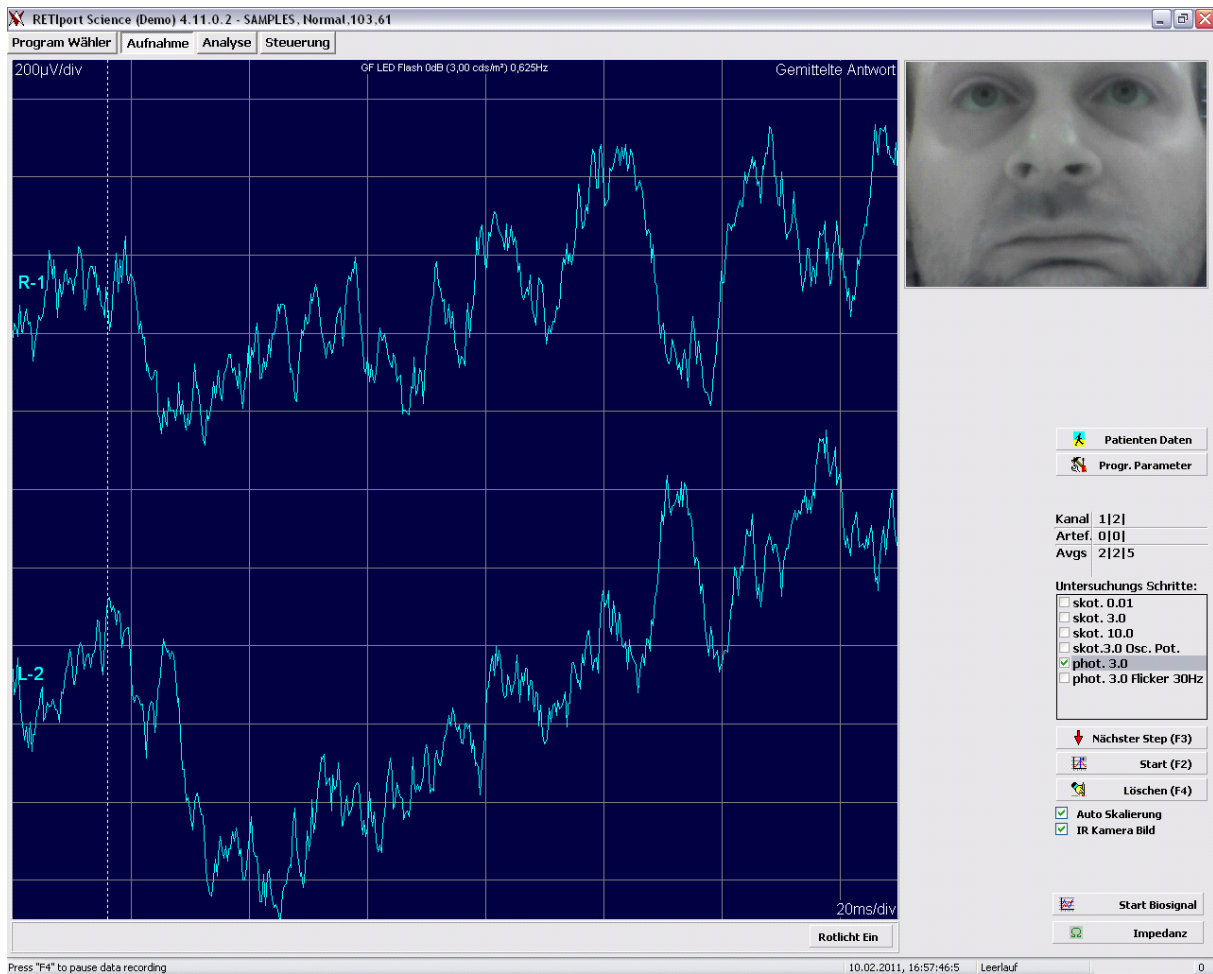 RETIport Science (Demo) 4.11.0.2 - SAMPLES, Normal,103,61
Program Wähler Aufnahme Analyse Steuerung
200µV/div GF LED Flash 0dB (3,00 cds/m²) 0,625Hz Gemittelte Antwort
R-1
L-2
20ms/div
Rotlicht Ein
Patienten Daten
Progr. Parameter
Kanal 1|2|
Artef. 0|0|
Avgs 2|2|5
Untersuchungs Schritte:
skot. 0.01
skot. 3.0
skot. 10.0
skot.3.0 Osc. Pot.
phot. 3.0
phot. 3.0 Flicker 30Hz
Nächster Step (F3)
Start (F2)
Löschen (F4)
Auto Skalierung
IR Kamera Bild
Start Biosignal
Ω Impedanz
Press "F4" to pause data recording 10.02.2011, 16:57:46:5 Leerlauf 0